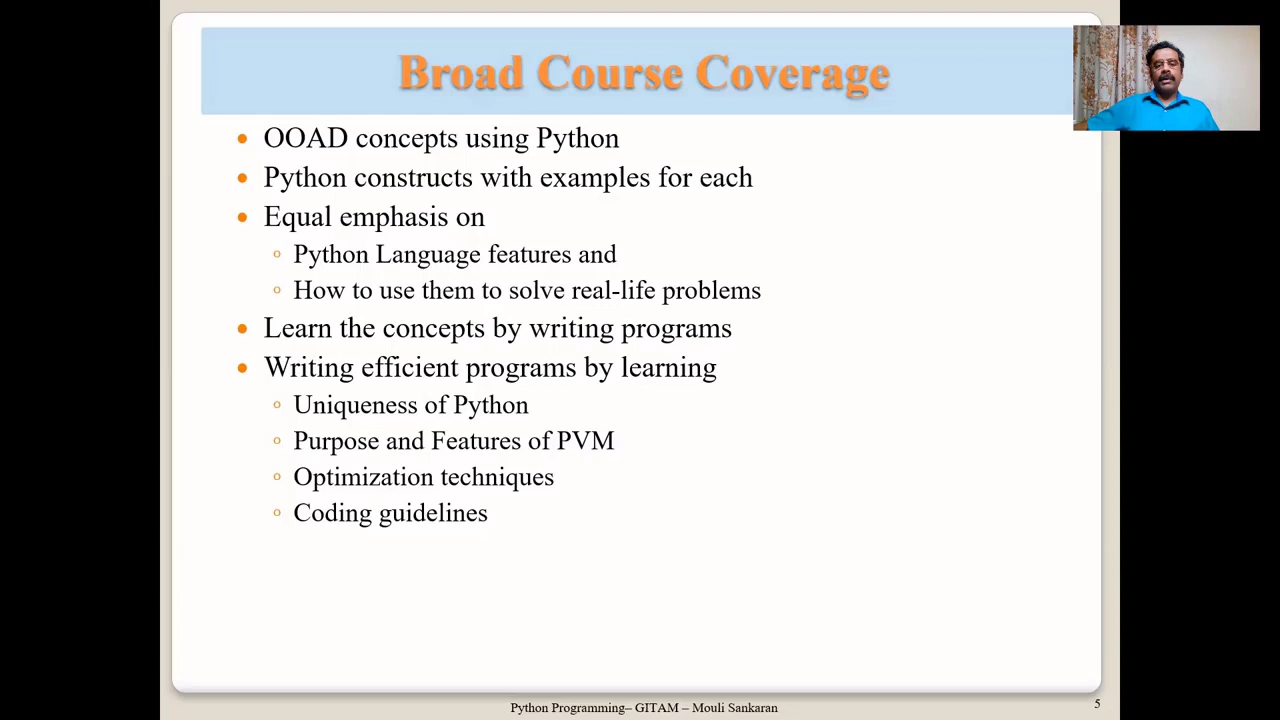 Broad Course Coverage
• OOAD concepts using Python
• Python constructs with examples for each
• Equal emphasis on
◦ Python Language features and
◦ How to use them to solve real-life problems
• Learn the concepts by writing programs
• Writing efficient programs by learning
◦ Uniqueness of Python
◦ Purpose and Features of PVM
◦ Optimization techniques
◦ Coding guidelines
Python Programming– GITAM – Mouli Sankaran
5